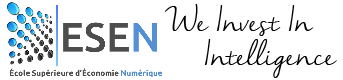 ESEN
École Supérieure d'Économie Numérique
We Invest In
Intelligence